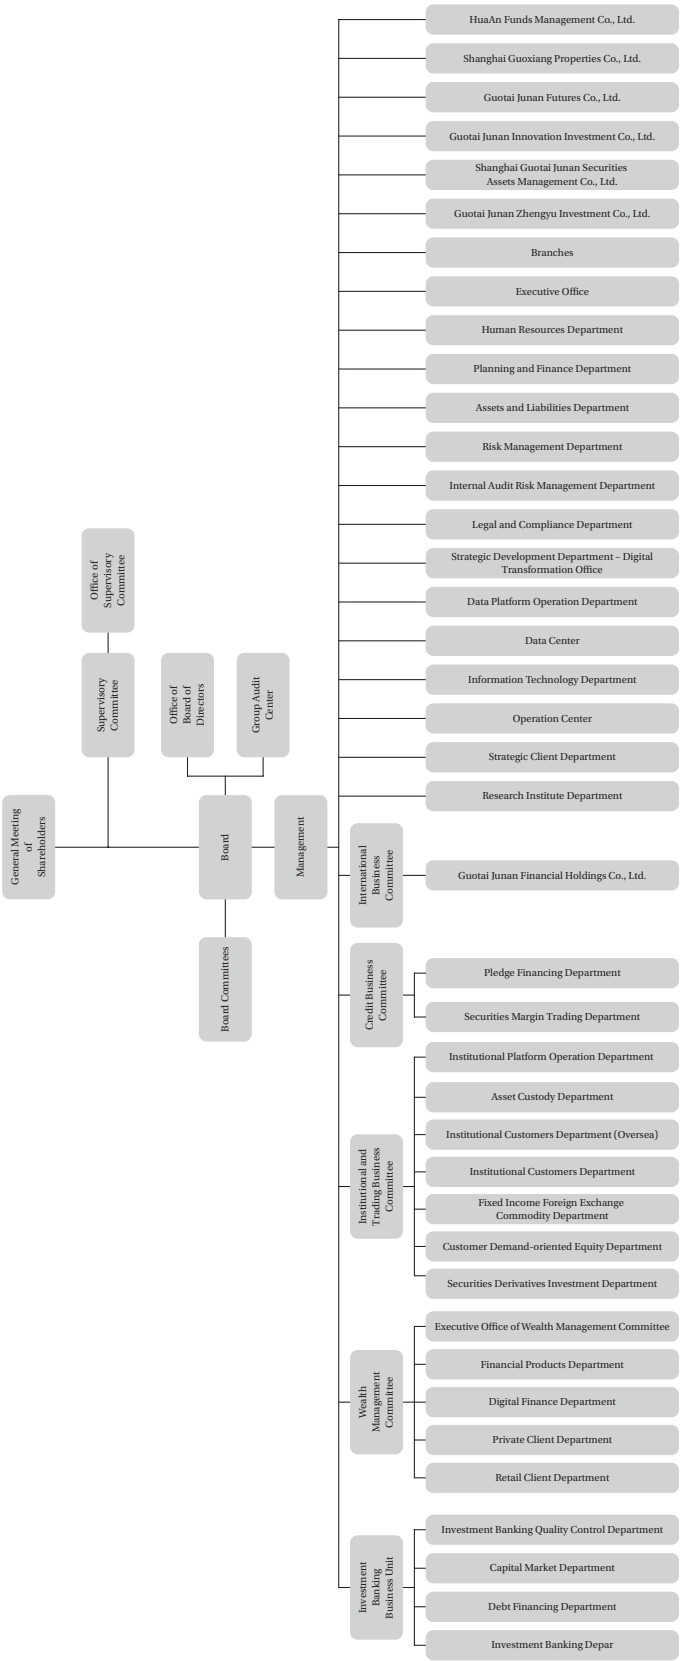 General Meeting
of
Shareholders
Office of
Supervisory
Committee
Supervisory
Committee
Office of
Board of
Directors
Group Audit
Center
Board
Board Committees
Management
HuaAn Funds Management Co., Ltd.
Shanghai Guoxiang Properties Co., Ltd.
Guotai Junan Futures Co., Ltd.
Guotai Junan Innovation Investment Co., Ltd.
Shanghai Guotai Junan Securities
Assets Management Co., Ltd.
Guotai Junan Zhengyu Investment Co., Ltd.
Branches
Executive Office
Human Resources Department
Planning and Finance Department
Assets and Liabilities Department
Risk Management Department
Internal Audit Risk Management Department
Legal and Compliance Department
Strategic Development Department – Digital
Transformation Office
Data Platform Operation Department
Data Center
Information Technology Department
Operation Center
Strategic Client Department
Research Institute Department
International
Business
Committee
Guotai Junan Financial Holdings Co., Ltd.
Credit Business
Committee
Pledge Financing Department
Securities Margin Trading Department
Institutional and
Trading Business
Committee
Institutional Platform Operation Department
Asset Custody Department
Institutional Customers Department (Oversea)
Institutional Customers Department
Fixed Income Foreign Exchange
Commodity Department
Customer Demand-oriented Equity Department
Securities Derivatives Investment Department
Wealth
Management
Committee
Executive Office of Wealth Management Committee
Financial Products Department
Digital Finance Department
Private Client Department
Retail Client Department
Investment
Banking
Business Unit
Investment Banking Quality Control Department
Capital Market Department
Debt Financing Department
Investment Banking Depar